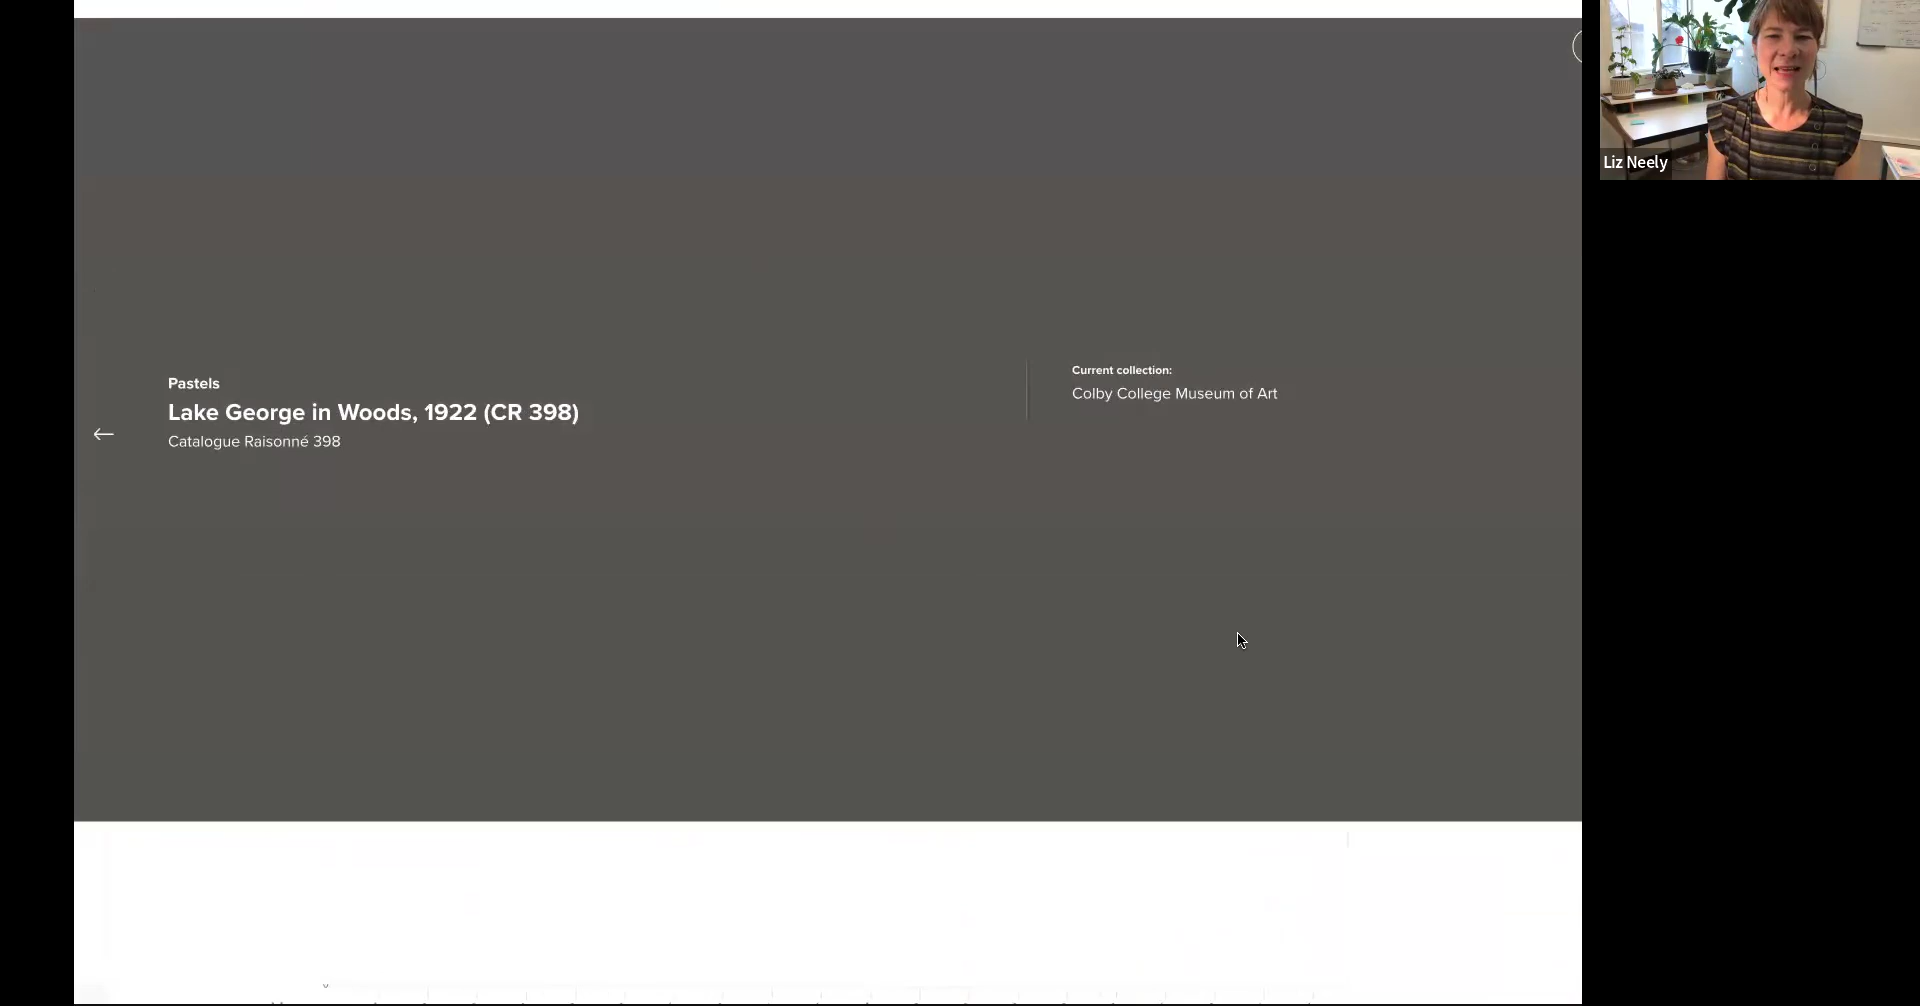 Pastels
Lake George in Woods, 1922 (CR 398)
Catalogue Raisonné 398
Current collection:
Colby College Museum of Art
Liz Neely